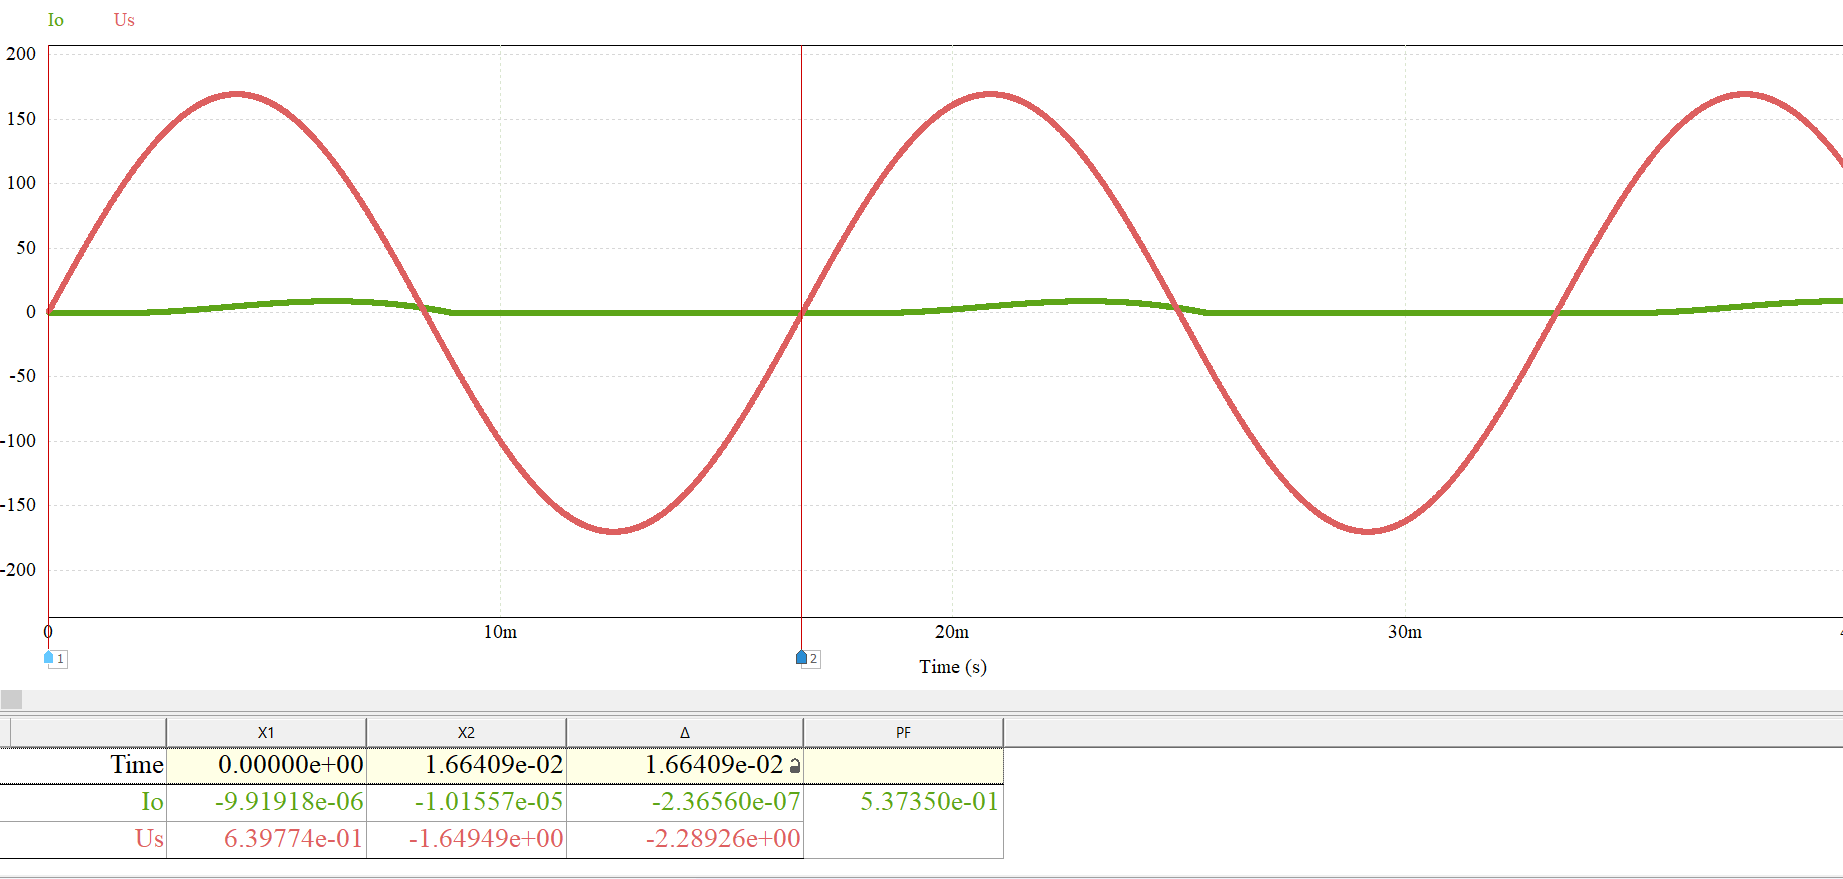 Io Us
200
150
100
50
0
-50
-100
-150
-200
0 10m 20m 30m
1 2
Time (s)
X1 X2 Δ PF
Time 0.00000e+00 1.66409e-02 1.66409e-02
Io -9.91918e-06 -1.01557e-05 -2.36560e-07 5.37350e-01
Us 6.39774e-01 -1.64949e+00 -2.28926e+00